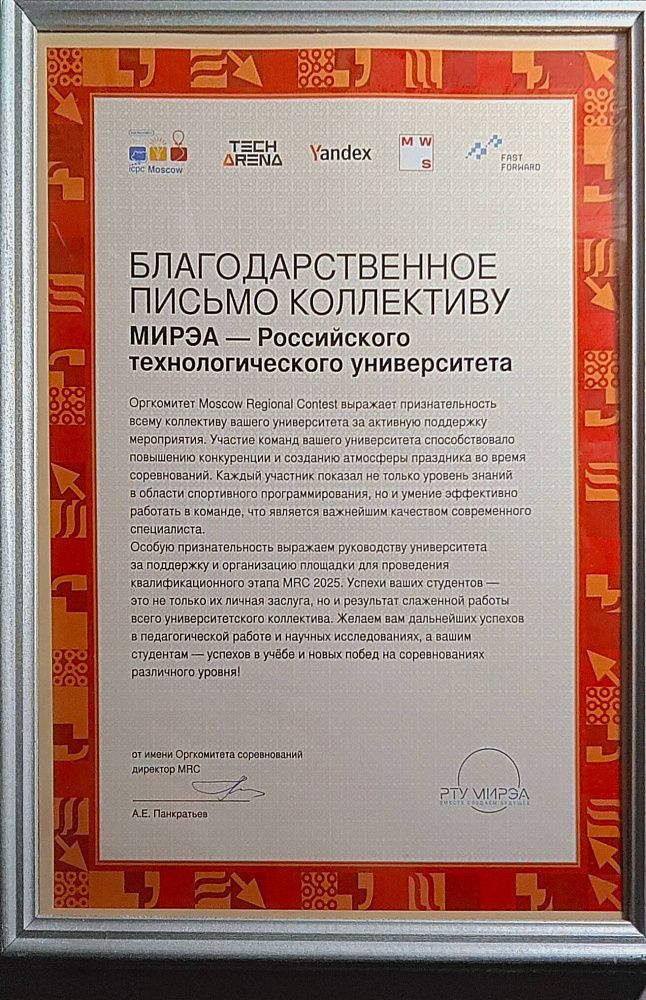 icpc Moscow
TECH
ARENA
Yandex
M W
S
FAST
FORWARD
БЛАГОДАРСТВЕННОЕ
ПИСЬМО КОЛЛЕКТИВУ
МИРЭА — Российского
технологического университета
Оргкомитет Moscow Regional Contest выражает признательность
всему коллективу вашего университета за активную поддержку
мероприятия. Участие команд вашего университета способствовало
повышению конкуренции и созданию атмосферы праздника во время
соревнований. Каждый участник показал не только уровень знаний
в области спортивного программирования, но и умение эффективно
работать в команде, что является важнейшим качеством современного
специалиста.
Особую признательность выражаем руководству университета
за поддержку и организацию площадки для проведения
квалификационного этапа MRC 2025. Успехи ваших студентов —
это не только их личная заслуга, но и результат слаженной работы
всего университетского коллектива. Желаем вам дальнейших успехов
в педагогической работе и научных исследованиях, а вашим
студентам — успехов в учёбе и новых побед на соревнованиях
различного уровня!
от имени Оргкомитета соревнований
директор MRC
А.Е. Панкратьев
РТУ МИРЭА
ВМЕСТЕ СОЗДАЕМ БУДУЩЕЕ